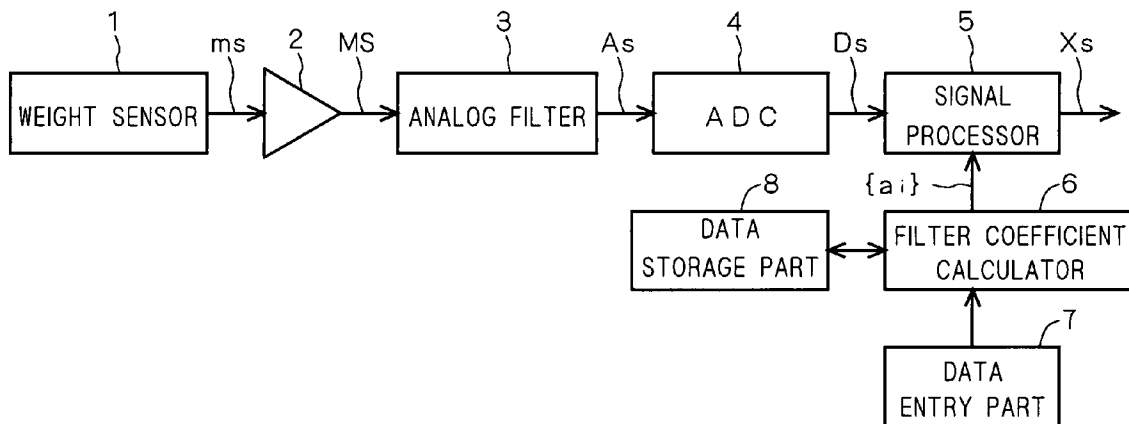 1
ms
2
MS
3
As
4
Ds
5
Xs
WEIGHT SENSOR
ANALOG FILTER
ADC
SIGNAL
PROCESSOR
{ai}
8
6
DATA
STORAGE PART
FILTER COEFFICIENT
CALCULATOR
7
DATA
ENTRY PART